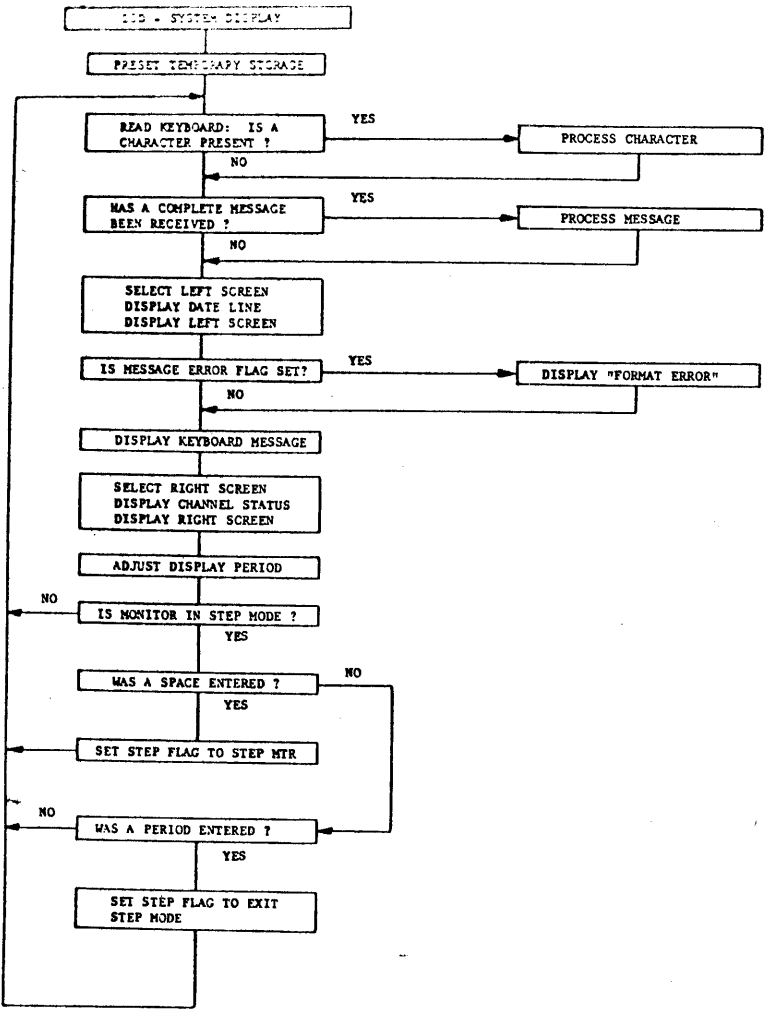 - SYSTEM DISPLAY
PRESET TEMPORARY STORAGE
READ KEYBOARD: IS A
CHARACTER PRESENT ?
YES
PROCESS CHARACTER
NO
HAS A COMPLETE MESSAGE
BEEN RECEIVED ?
YES
PROCESS MESSAGE
NO
SELECT LEFT SCREEN
DISPLAY DATE LINE
DISPLAY LEFT SCREEN
IS MESSAGE ERROR FLAG SET?
YES
DISPLAY "FORMAT ERROR"
NO
DISPLAY KEYBOARD MESSAGE
SELECT RIGHT SCREEN
DISPLAY CHANNEL STATUS
DISPLAY RIGHT SCREEN
ADJUST DISPLAY PERIOD
NO
IS MONITOR IN STEP MODE ?
YES
WAS A SPACE ENTERED ?
NO
YES
SET STEP FLAG TO STEP MTR
NO
WAS A PERIOD ENTERED ?
YES
SET STEP FLAG TO EXIT
STEP MODE